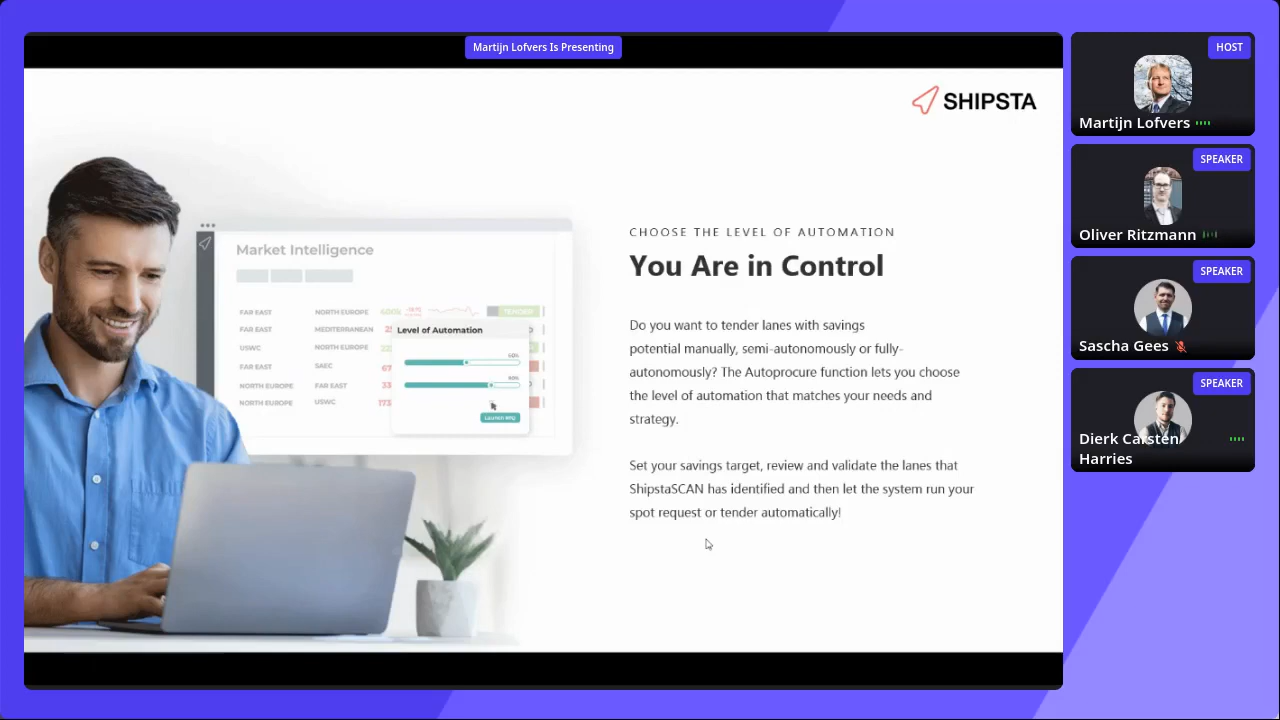 Martijn Lofvers Is Presenting
SHIPSTA
HOST
Martijn Lofvers
SPEAKER
Oliver Ritzmann
SPEAKER
Sascha Gees
SPEAKER
Dierk Carsten
Harries
CHOOSE THE LEVEL OF AUTOMATION
You Are in Control
Do you want to tender lanes with savings
potential manually, semi-autonomously or fully-
autonomously? The Autoprocure function lets you choose
the level of automation that matches your needs and
strategy.
Set your savings target, review and validate the lanes that
ShipstaSCAN has identified and then let the system run your
spot request or tender automatically!
Market Intelligence
FAR EAST NORTH EUROPE TENDER
FAR EAST MEDITERRANEAN
USWC NORTH EUROPE
FAR EAST SAEC
NORTH EUROPE FAR EAST
NORTH EUROPE USWC
Level of Automation